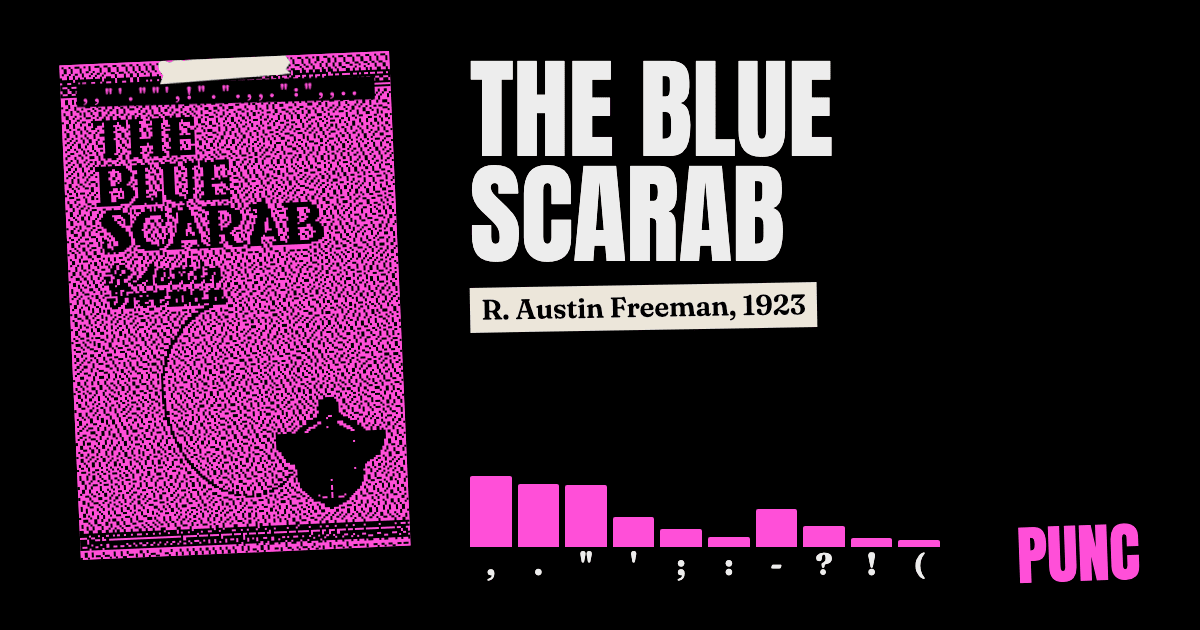 ,,"'.""',!".".,,,.":",,..
THE
BLUE
SCARAB
R. Austin
Freeman
THE BLUE
SCARAB
R. Austin Freeman, 1923
, . " ' ; : - ? ! (
PUNC